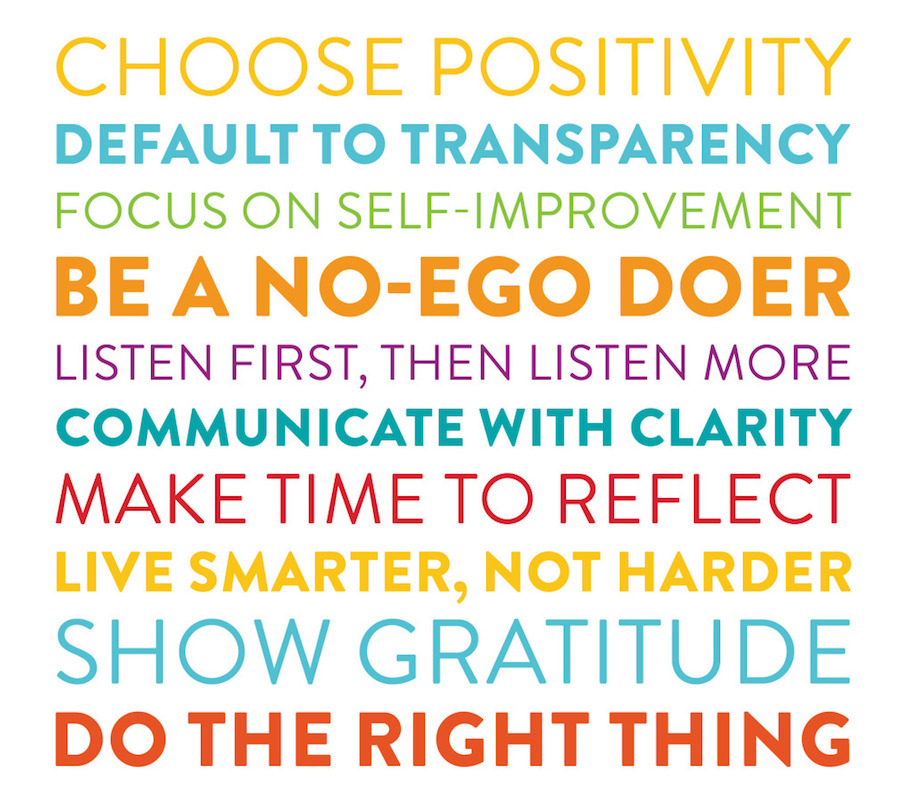 CHOOSE POSITIVITY
DEFAULT TO TRANSPARENCY
FOCUS ON SELF-IMPROVEMENT
BE A NO-EGO DOER
LISTEN FIRST, THEN LISTEN MORE
COMMUNICATE WITH CLARITY
MAKE TIME TO REFLECT
LIVE SMARTER, NOT HARDER
SHOW GRATITUDE
DO THE RIGHT THING